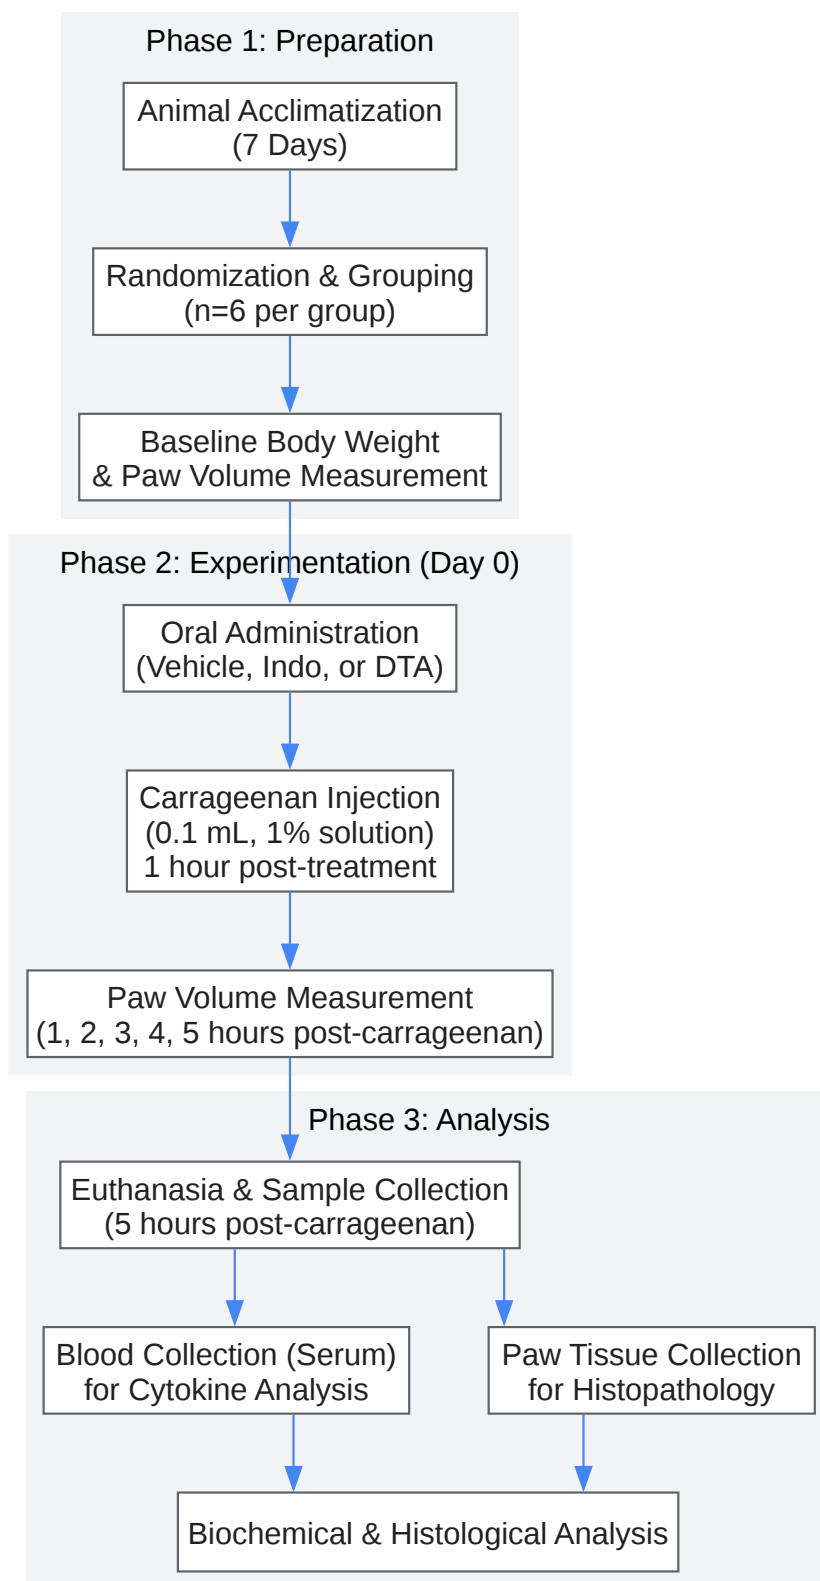 Phase 1: Preparation
Animal Acclimatization
(7 Days)
Randomization & Grouping
(n=6 per group)
Baseline Body Weight
& Paw Volume Measurement
Phase 2: Experimentation (Day 0)
Oral Administration
(Vehicle, Indo, or DTA)
Carrageenan Injection
(0.1 mL, 1% solution)
1 hour post-treatment
Paw Volume Measurement
(1, 2, 3, 4, 5 hours post-carrageenan)
Phase 3: Analysis
Euthanasia & Sample Collection
(5 hours post-carrageenan)
Blood Collection (Serum)
for Cytokine Analysis
Paw Tissue Collection
for Histopathology
Biochemical & Histological Analysis